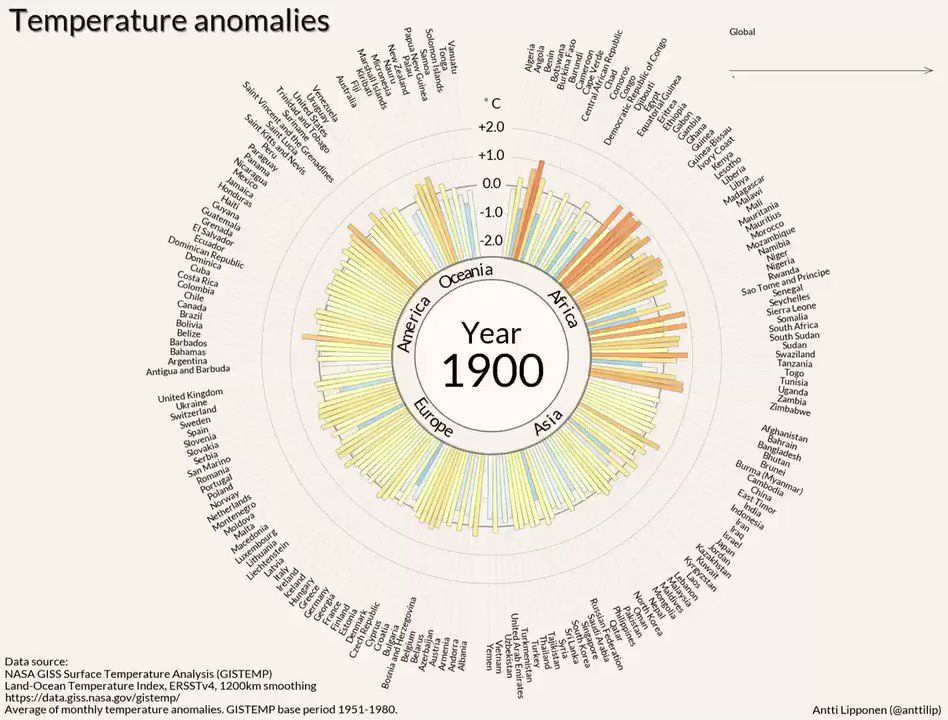 Temperature anomalies
Global
° C
+2.0
+1.0
0.0
-1.0
-2.0
Oceania
Africa
Asia
Europe
America
Year
1900
Algeria
Angola
Benin
Botswana
Burkina Faso
Burundi
Cameroon
Cape Verde
Central African Republic
Chad
Comoros
Congo
Democratic Republic of Congo
Djibouti
Egypt
Equatorial Guinea
Eritrea
Ethiopia
Gabon
Gambia
Ghana
Guinea
Guinea-Bissau
Ivory Coast
Kenya
Lesotho
Liberia
Libya
Madagascar
Malawi
Mali
Mauritania
Mauritius
Morocco
Mozambique
Namibia
Niger
Nigeria
Rwanda
Sao Tome and Principe
Senegal
Seychelles
Sierra Leone
Somalia
South Africa
South Sudan
Sudan
Swaziland
Tanzania
Togo
Tunisia
Uganda
Zambia
Zimbabwe
Afghanistan
Bahrain
Bangladesh
Bhutan
Brunei
Burma (Myanmar)
Cambodia
China
East Timor
India
Indonesia
Iran
Iraq
Israel
Japan
Jordan
Kazakhstan
Kuwait
Kyrgyzstan
Laos
Lebanon
Malaysia
Maldives
Mongolia
Nepal
North Korea
Oman
Pakistan
Philippines
Qatar
Russian Federation
Saudi Arabia
Singapore
South Korea
Sri Lanka
Syria
Tajikistan
Thailand
Turkey
Turkmenistan
United Arab Emirates
Uzbekistan
Vietnam
Yemen
Albania
Andorra
Armenia
Austria
Azerbaijan
Belarus
Belgium
Bosnia and Herzegovina
Bulgaria
Croatia
Cyprus
Czech Republic
Denmark
Estonia
Finland
France
Georgia
Germany
Greece
Hungary
Iceland
Ireland
Italy
Latvia
Liechtenstein
Lithuania
Luxembourg
Macedonia
Malta
Moldova
Montenegro
Netherlands
Norway
Poland
Portugal
Romania
San Marino
Serbia
Slovakia
Slovenia
Spain
Sweden
Switzerland
Ukraine
United Kingdom
Antigua and Barbuda
Argentina
Bahamas
Barbados
Belize
Bolivia
Brazil
Canada
Chile
Colombia
Costa Rica
Cuba
Dominica
Dominican Republic
Ecuador
El Salvador
Grenada
Guatemala
Guyana
Haiti
Honduras
Jamaica
Mexico
Nicaragua
Panama
Paraguay
Peru
Saint Kitts and Nevis
Saint Lucia
Saint Vincent and the Grenadines
Suriname
Trinidad and Tobago
United States
Uruguay
Venezuela
Australia
Fiji
Kiribati
Marshall Islands
Micronesia
Nauru
New Zealand
Palau
Papua New Guinea
Samoa
Solomon Islands
Tonga
Vanuatu
Data source:
NASA GISS Surface Temperature Analysis (GISTEMP)
Land-Ocean Temperature Index, ERSSTv4, 1200km smoothing
https://data.giss.nasa.gov/gistemp/
Average of monthly temperature anomalies. GISTEMP base period 1951-1980.
Antti Lipponen (@anttilip)